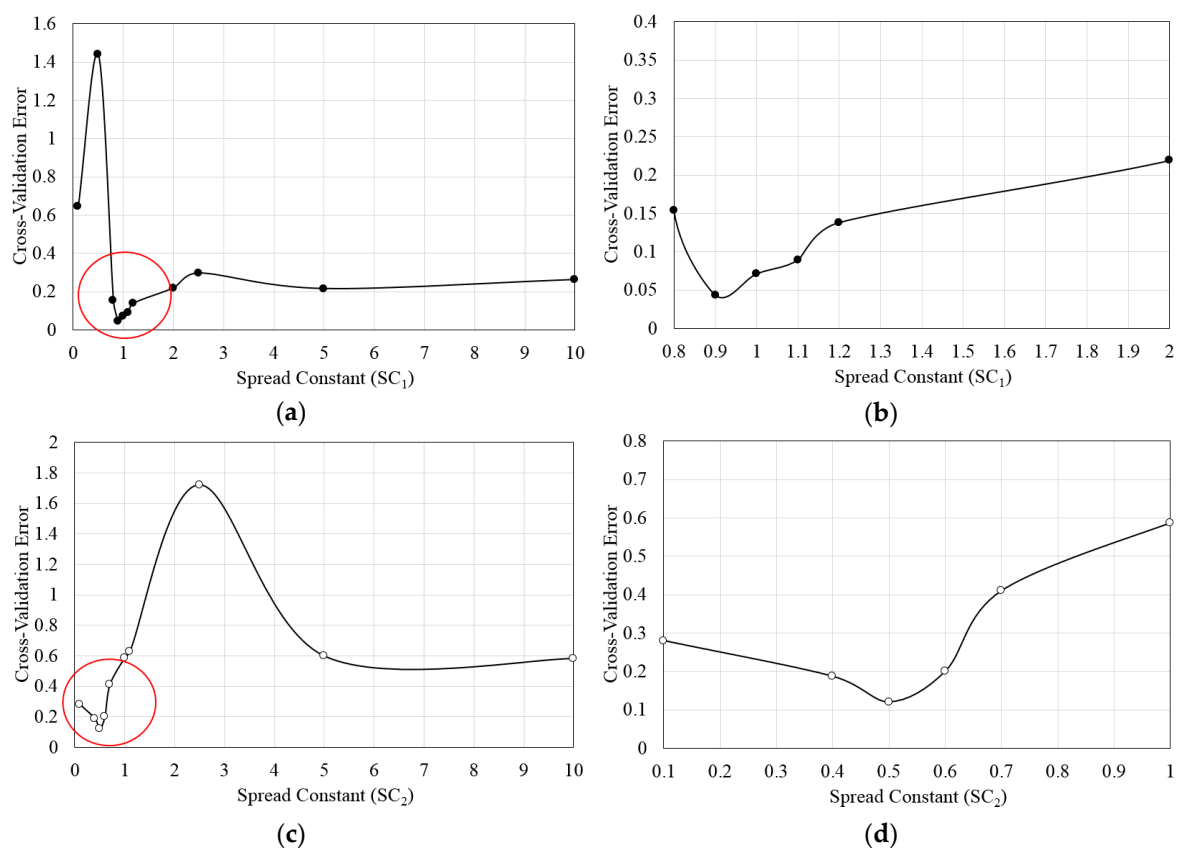 1.6
1.4
1.2
1
0.8
0.6
0.4
0.2
0
Cross-Validation Error
0 1 2 3 4 5 6 7 8 9 10
Spread Constant (SC1)
(a)
0.4
0.35
0.3
0.25
0.2
0.15
0.1
0.05
0
Cross-Validation Error
0.8 0.9 1 1.1 1.2 1.3 1.4 1.5 1.6 1.7 1.8 1.9 2
Spread Constant (SC1)
(b)
2
1.8
1.6
1.4
1.2
1
0.8
0.6
0.4
0.2
0
Cross-Validation Error
0 1 2 3 4 5 6 7 8 9 10
Spread Constant (SC2)
(c)
0.8
0.7
0.6
0.5
0.4
0.3
0.2
0.1
0
Cross-Validation Error
0.1 0.2 0.3 0.4 0.5 0.6 0.7 0.8 0.9 1
Spread Constant (SC2)
(d)